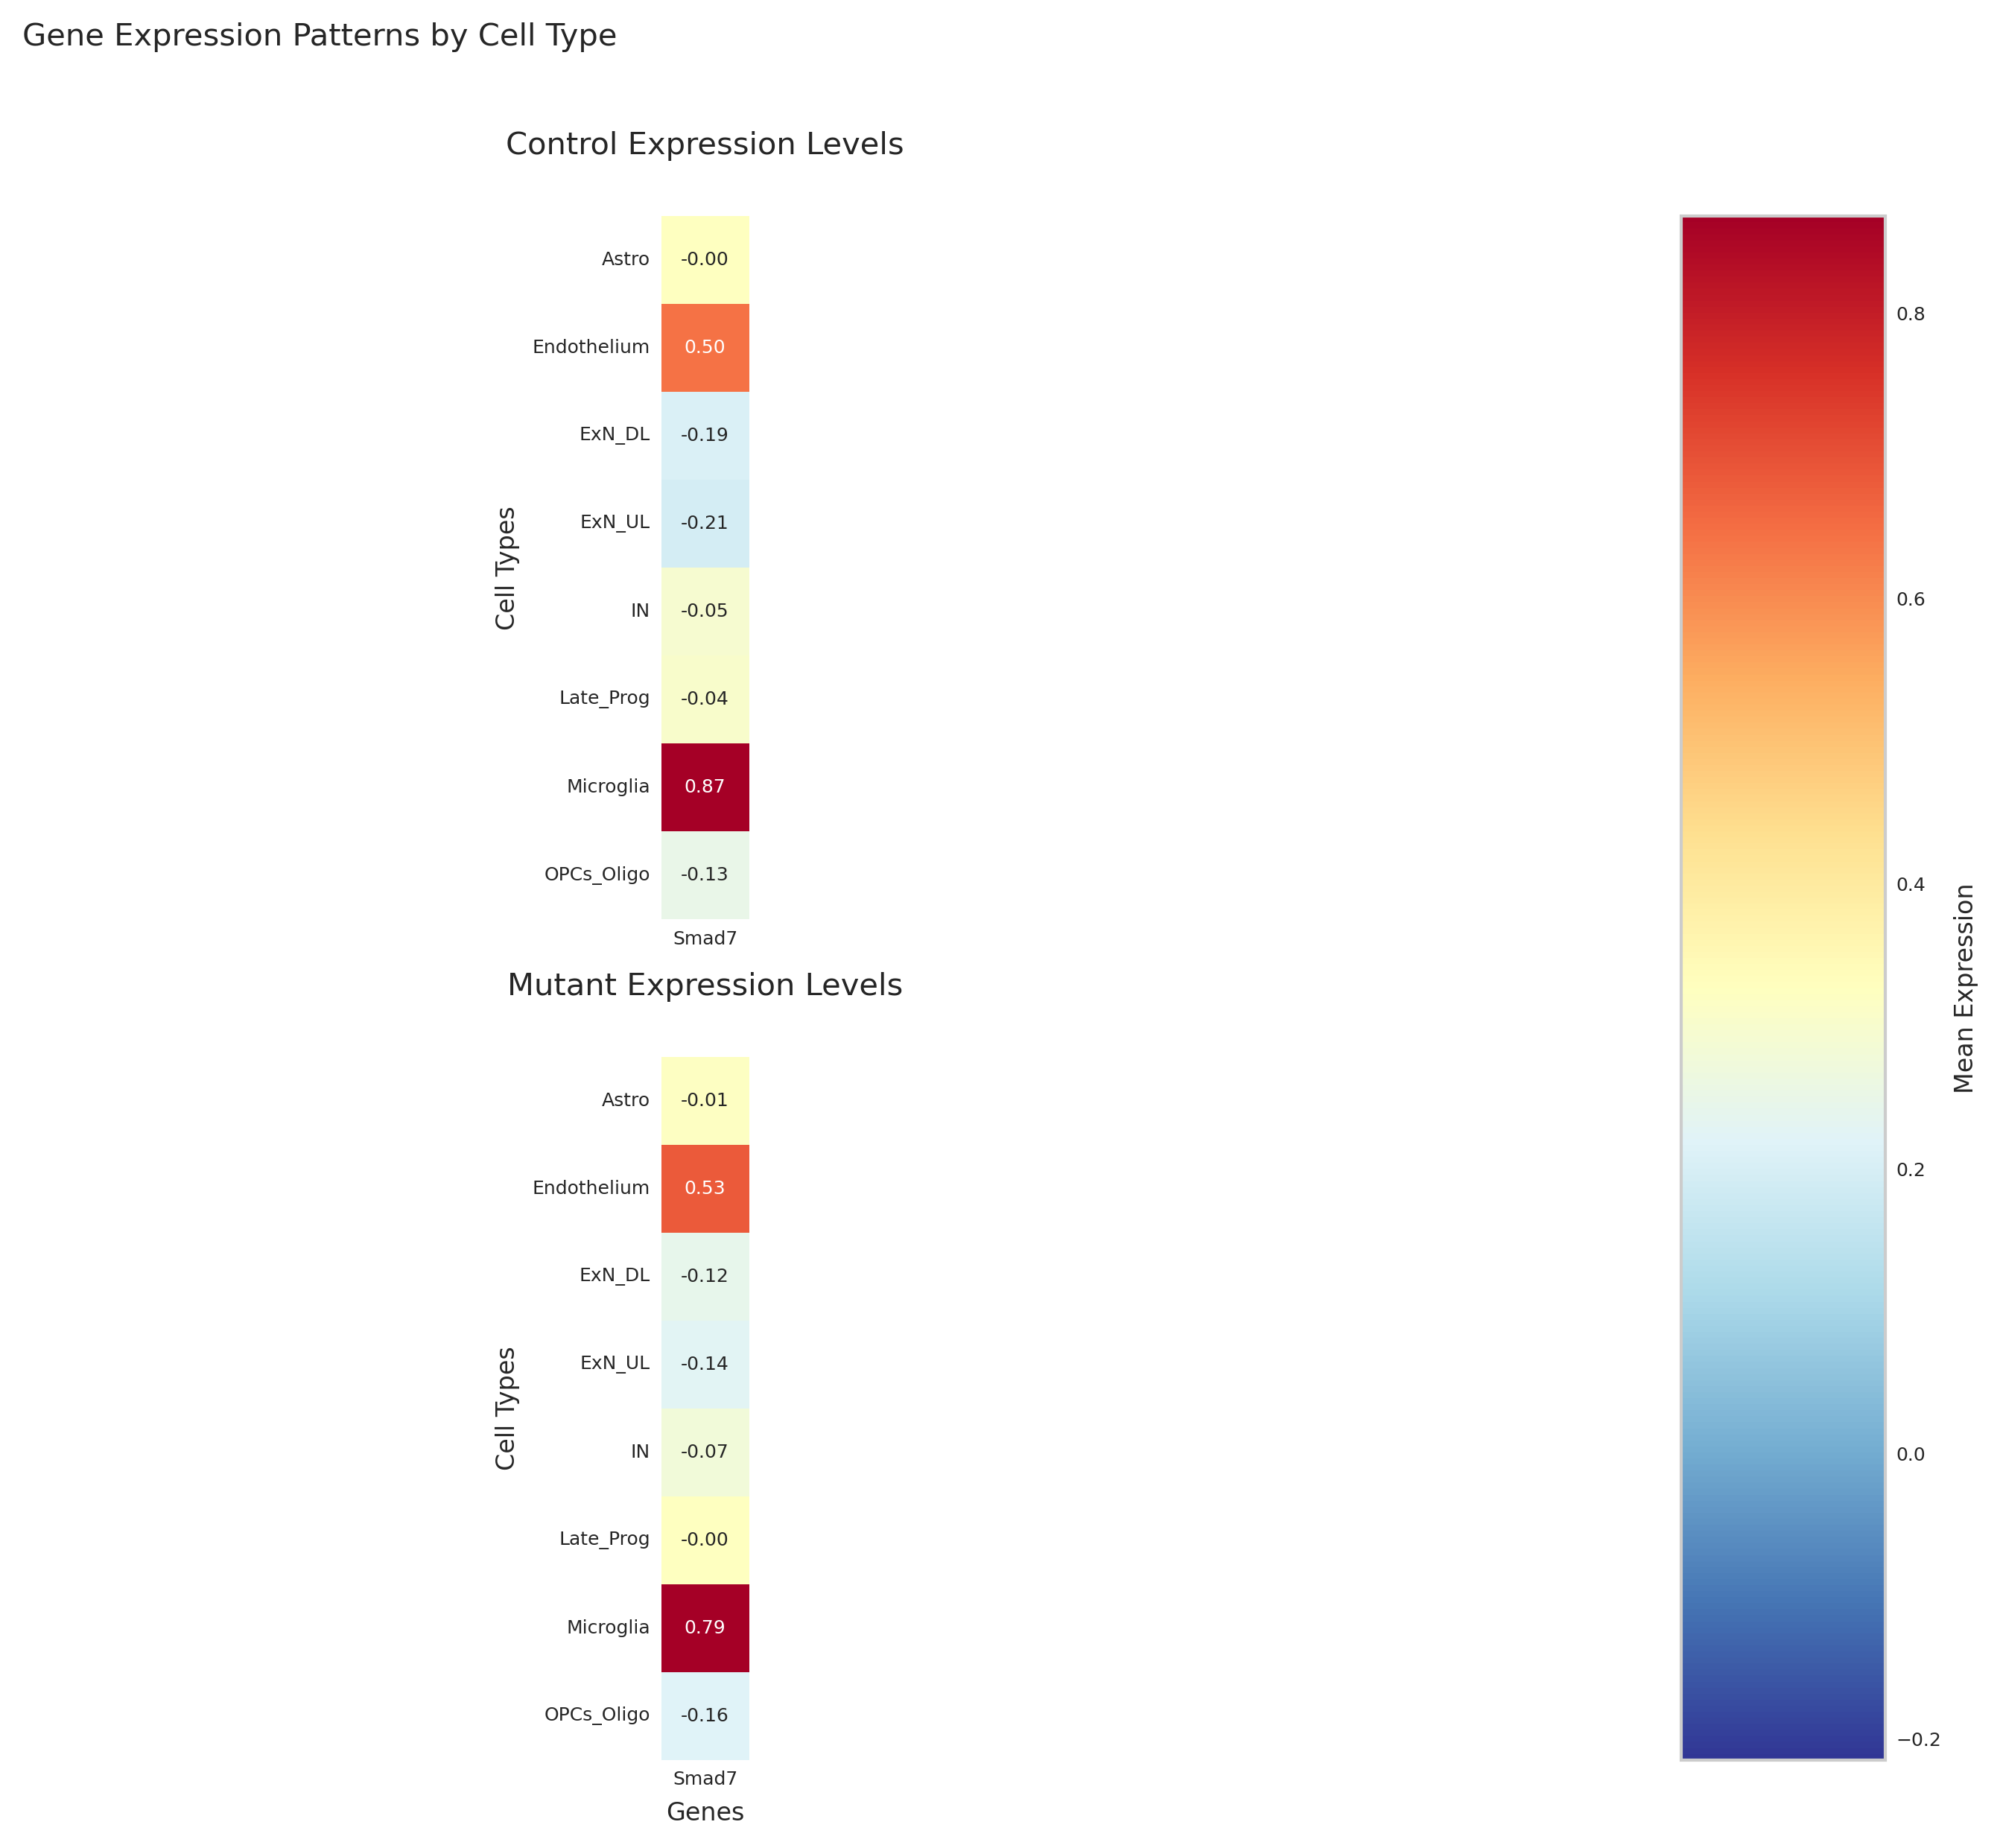 Gene Expression Patterns by Cell Type
Control Expression Levels
Cell Types
Astro -0.00
Endothelium 0.50
ExN_DL -0.19
ExN_UL -0.21
IN -0.05
Late_Prog -0.04
Microglia 0.87
OPCs_Oligo -0.13
Smad7
Mutant Expression Levels
Cell Types
Astro -0.01
Endothelium 0.53
ExN_DL -0.12
ExN_UL -0.14
IN -0.07
Late_Prog -0.00
Microglia 0.79
OPCs_Oligo -0.16
Smad7
Genes
0.8
0.6
0.4
0.2
0.0
−0.2
Mean Expression